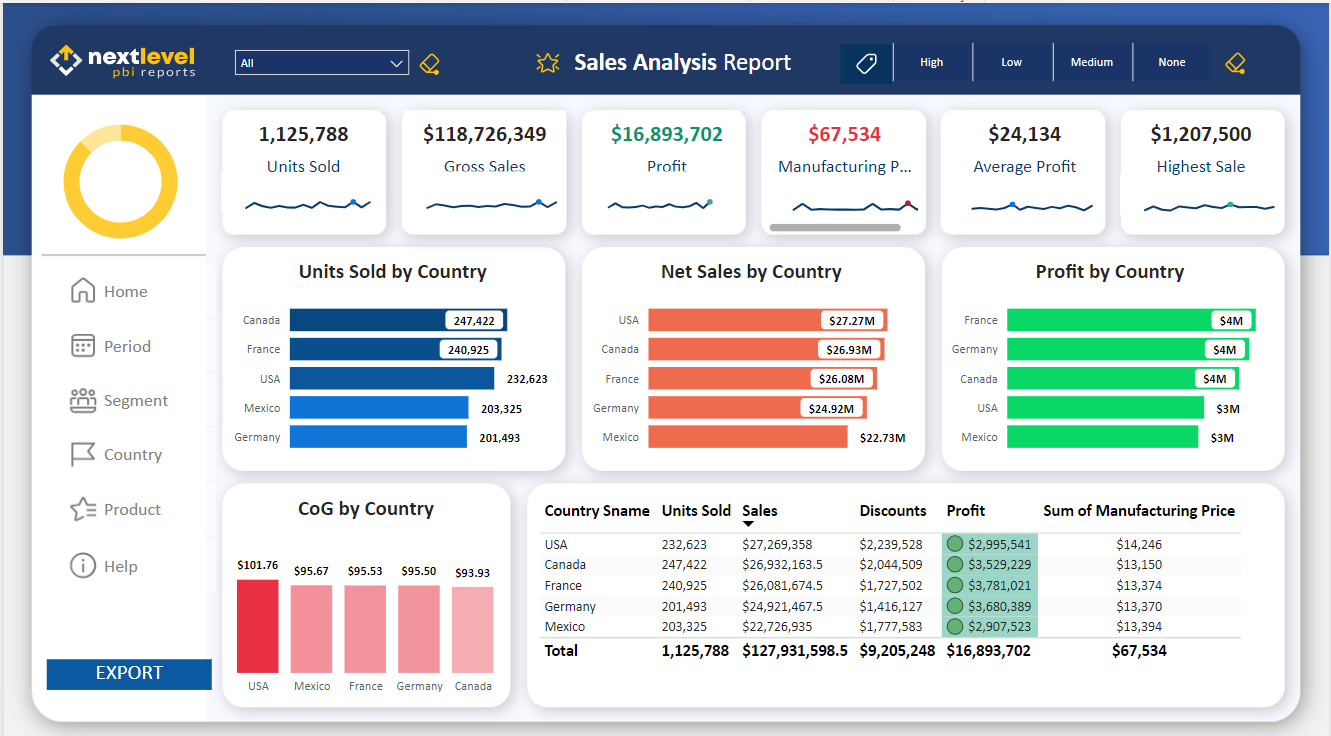 nextlevel
pbi reports
All
Sales Analysis Report
High
Low
Medium
None
1,125,788
Units Sold
$118,726,349
Gross Sales
$16,893,702
Profit
$67,534
Manufacturing P...
$24,134
Average Profit
$1,207,500
Highest Sale
Home
Period
Segment
Country
Product
Help
EXPORT
Units Sold by Country
Canada 247,422
France 240,925
USA 232,623
Mexico 203,325
Germany 201,493
Net Sales by Country
USA $27.27M
Canada $26.93M
France $26.08M
Germany $24.92M
Mexico $22.73M
Profit by Country
France $4M
Germany $4M
Canada $4M
USA $3M
Mexico $3M
CoG by Country
$101.76 $95.67 $95.53 $95.50 $93.93
USA Mexico France Germany Canada
Country Sname Units Sold Sales Discounts Profit Sum of Manufacturing Price
USA 232,623 $27,269,358 $2,239,528 $2,995,541 $14,246
Canada 247,422 $26,932,163.5 $2,044,509 $3,529,229 $13,150
France 240,925 $26,081,674.5 $1,727,502 $3,781,021 $13,374
Germany 201,493 $24,921,467.5 $1,416,127 $3,680,389 $13,370
Mexico 203,325 $22,726,935 $1,777,583 $2,907,523 $13,394
Total 1,125,788 $127,931,598.5 $9,205,248 $16,893,702 $67,534